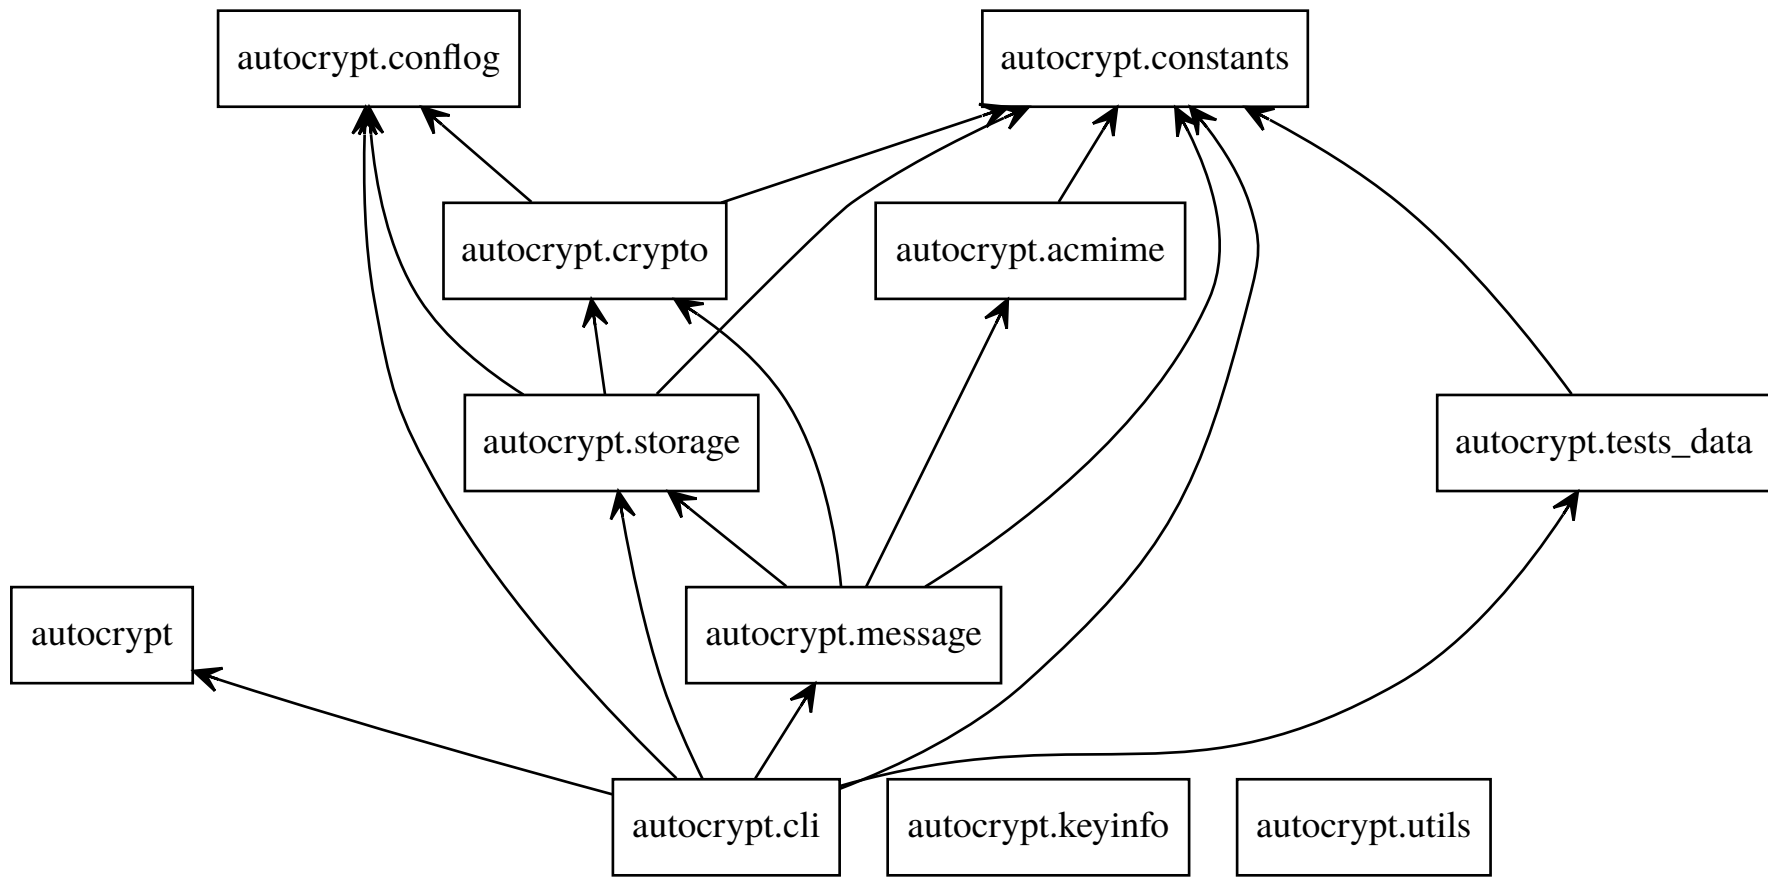 autocrypt.conflog
autocrypt.constants
autocrypt.crypto
autocrypt.acmime
autocrypt.storage
autocrypt.tests_data
autocrypt
autocrypt.message
autocrypt.cli
autocrypt.keyinfo
autocrypt.utils